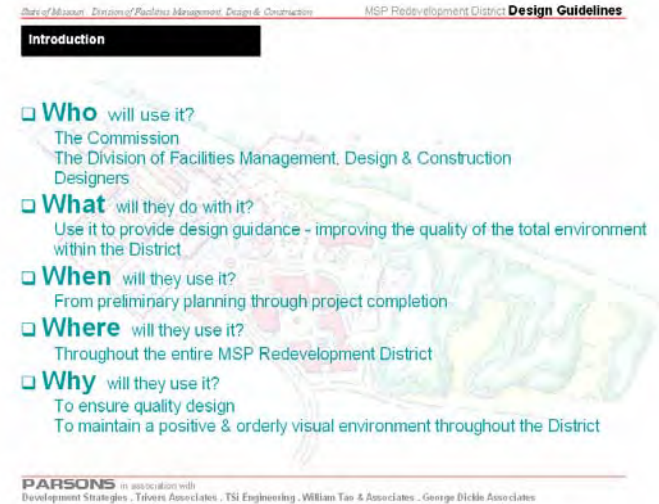 State of Missouri . Division of Facilities Management, Design & Construction MSP Redevelopment District Design Guidelines
Introduction
❑ Who will use it?
The Commission
The Division of Facilities Management, Design & Construction
Designers
❑ What will they do with it?
Use it to provide design guidance - improving the quality of the total environment
within the District
❑ When will they use it?
From preliminary planning through project completion
❑ Where will they use it?
Throughout the entire MSP Redevelopment District
❑ Why will they use it?
To ensure quality design
To maintain a positive & orderly visual environment throughout the District
PARSONS in association with
Development Strategies . Trivers Associates . TSi Engineering . William Tao & Associates . George Dickie Associates